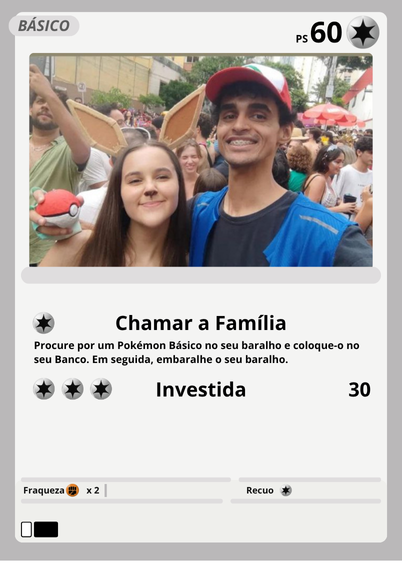 BÁSICO
PS 60
Chamar a Família
Procure por um Pokémon Básico no seu baralho e coloque-o no
seu Banco. Em seguida, embaralhe o seu baralho.
Investida 30
Fraqueza x 2 Recuo